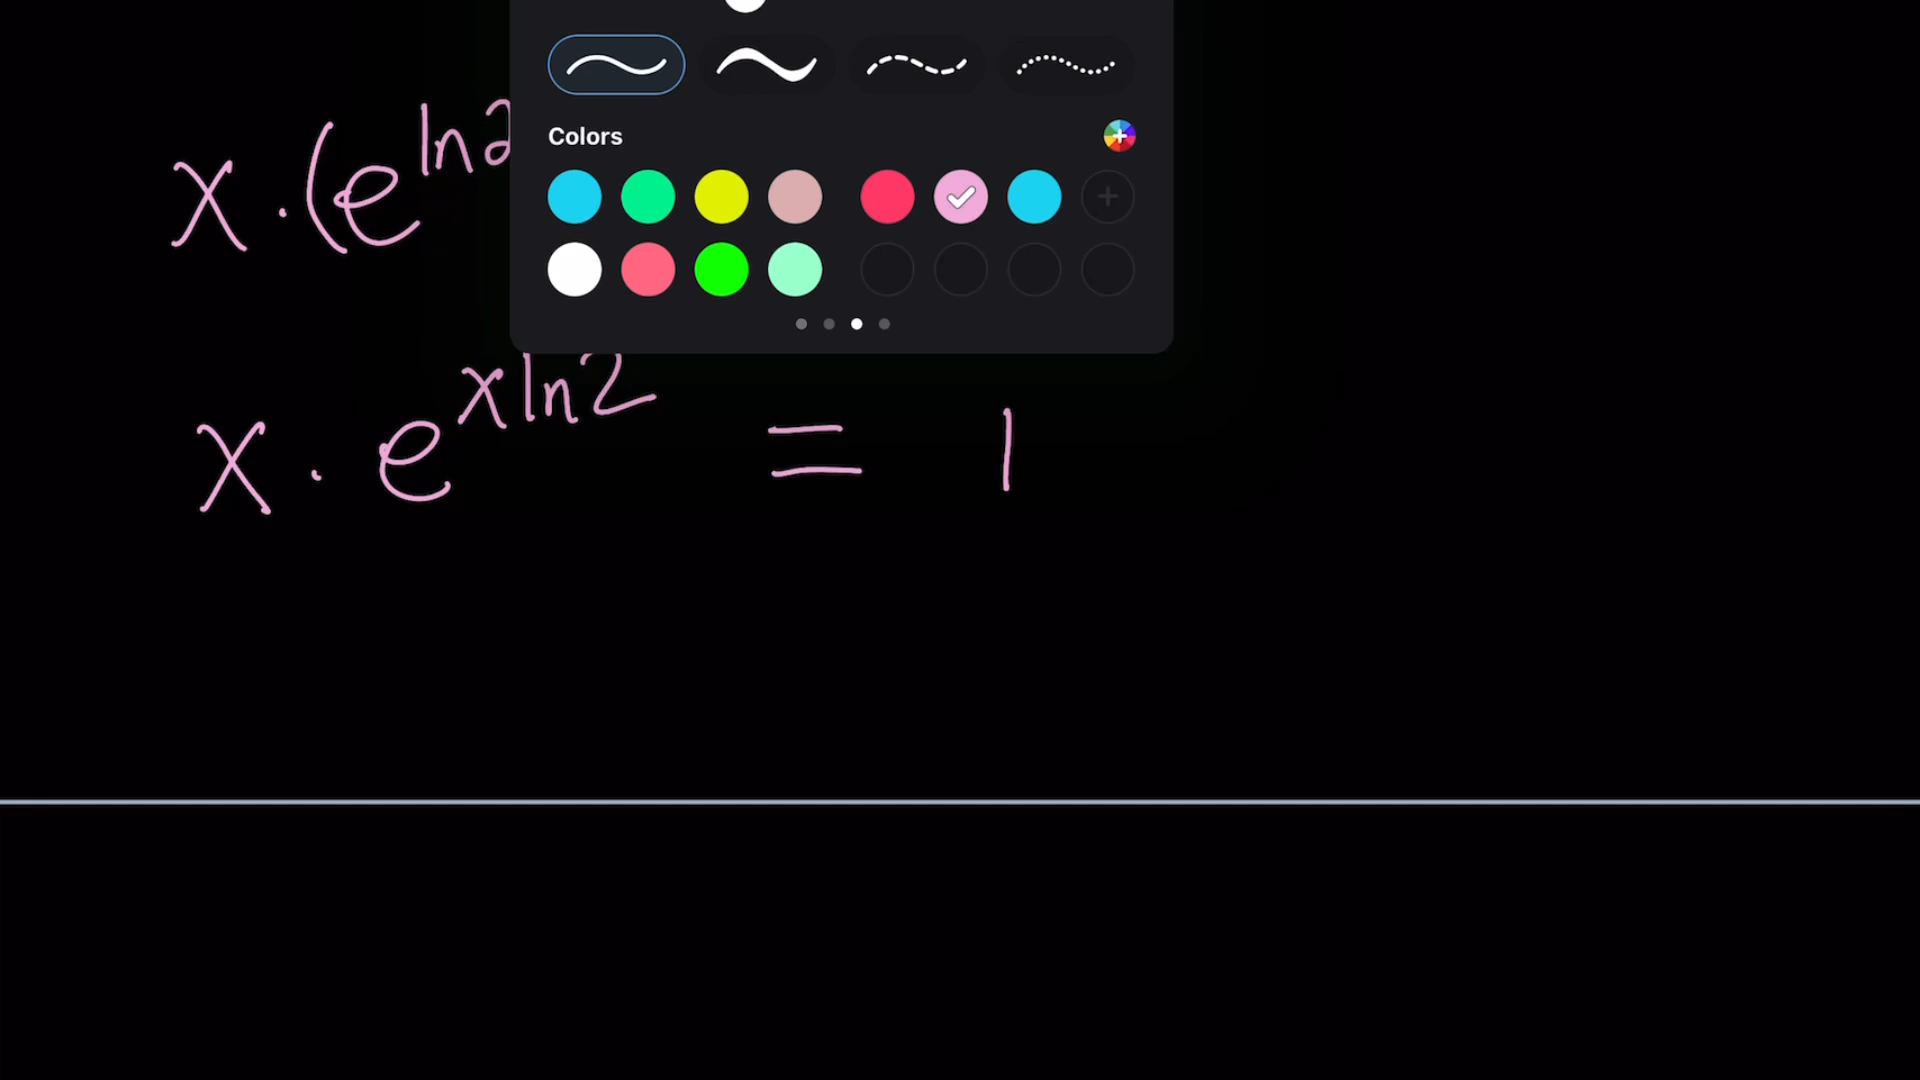 Colors
x · (e^ln2
x · e^xln2 = 1